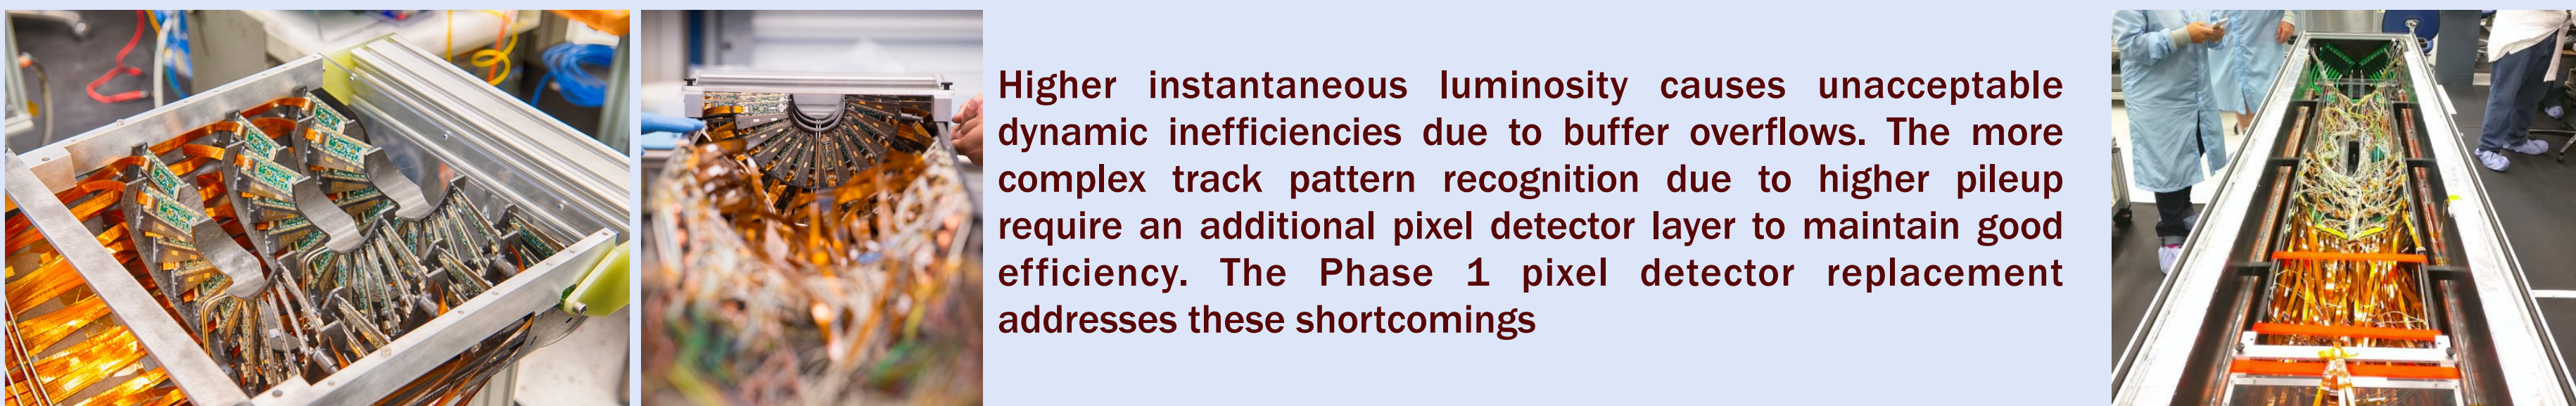 Higher instantaneous luminosity causes unacceptable
dynamic inefficiencies due to buffer overflows. The more
complex track pattern recognition due to higher pileup
require an additional pixel detector layer to maintain good
efficiency. The Phase 1 pixel detector replacement
addresses these shortcomings